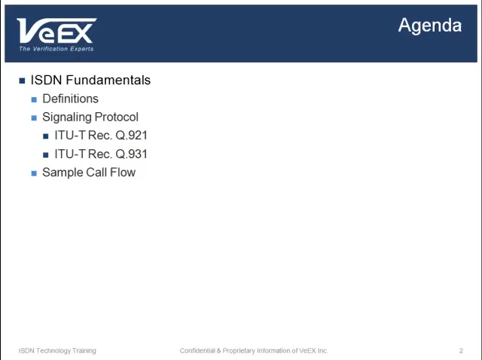 VeEX
The Verification Experts
Agenda
ISDN Fundamentals
Definitions
Signaling Protocol
ITU-T Rec. Q.921
ITU-T Rec. Q.931
Sample Call Flow
ISDN Technology Training
Confidential & Proprietary Information of VeEX Inc.
2